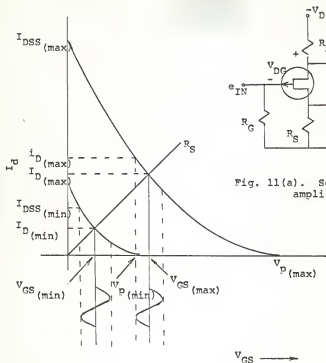 I_DSS(max)
-V_D
R
+
V_DG
-
e_IN
R_G
R_S
R_S
Fig. 11(a). Se
ampli
I_d
i_D(max)
I_D(max)
I_DSS(min)
I_D(min)
V_GS(min)
V_p(min)
V_GS(max)
V_p(max)
V_GS